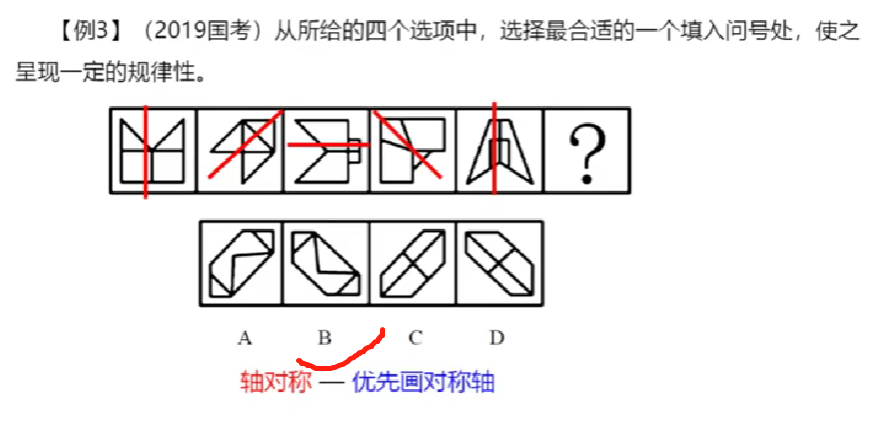 【例3】(2019国考)从所给的四个选项中，选择最合适的一个填入问号处，使之
呈现一定的规律性。
?
A B C D
轴对称 — 优先画对称轴